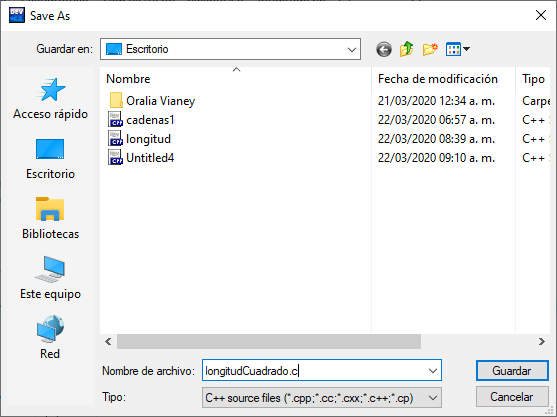 Save As
Guardar en: Escritorio
Nombre Fecha de modificación Tipo
Oralia Vianey 21/03/2020 12:34 a. m. Carpe
cadenas1 22/03/2020 06:57 a. m. C++
longitud 22/03/2020 08:39 a. m. C++
Untitled4 22/03/2020 09:10 a. m. C++
Acceso rápido
Escritorio
Bibliotecas
Este equipo
Red
Nombre de archivo: longitudCuadrado.c Guardar
Tipo: C++ source files (*.cpp;*.cc;*.cxx;*.c++;*.cp) Cancelar